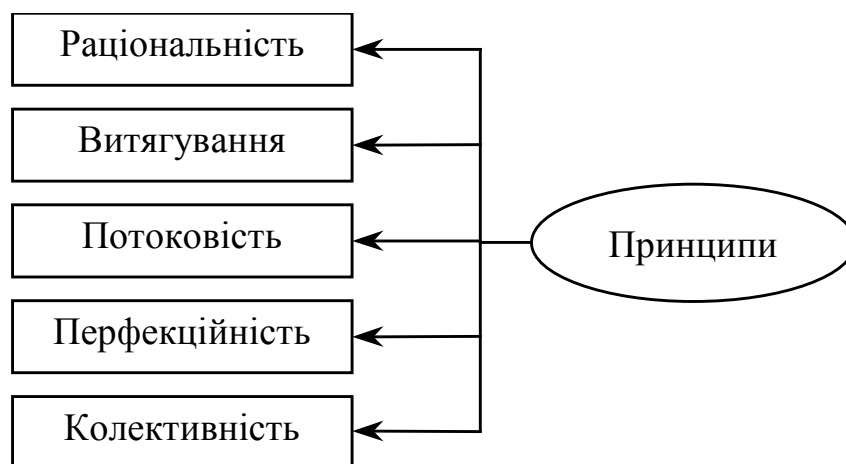 Раціональність
Витягування
Потоковість
Принципи
Перфекційність
Колективність